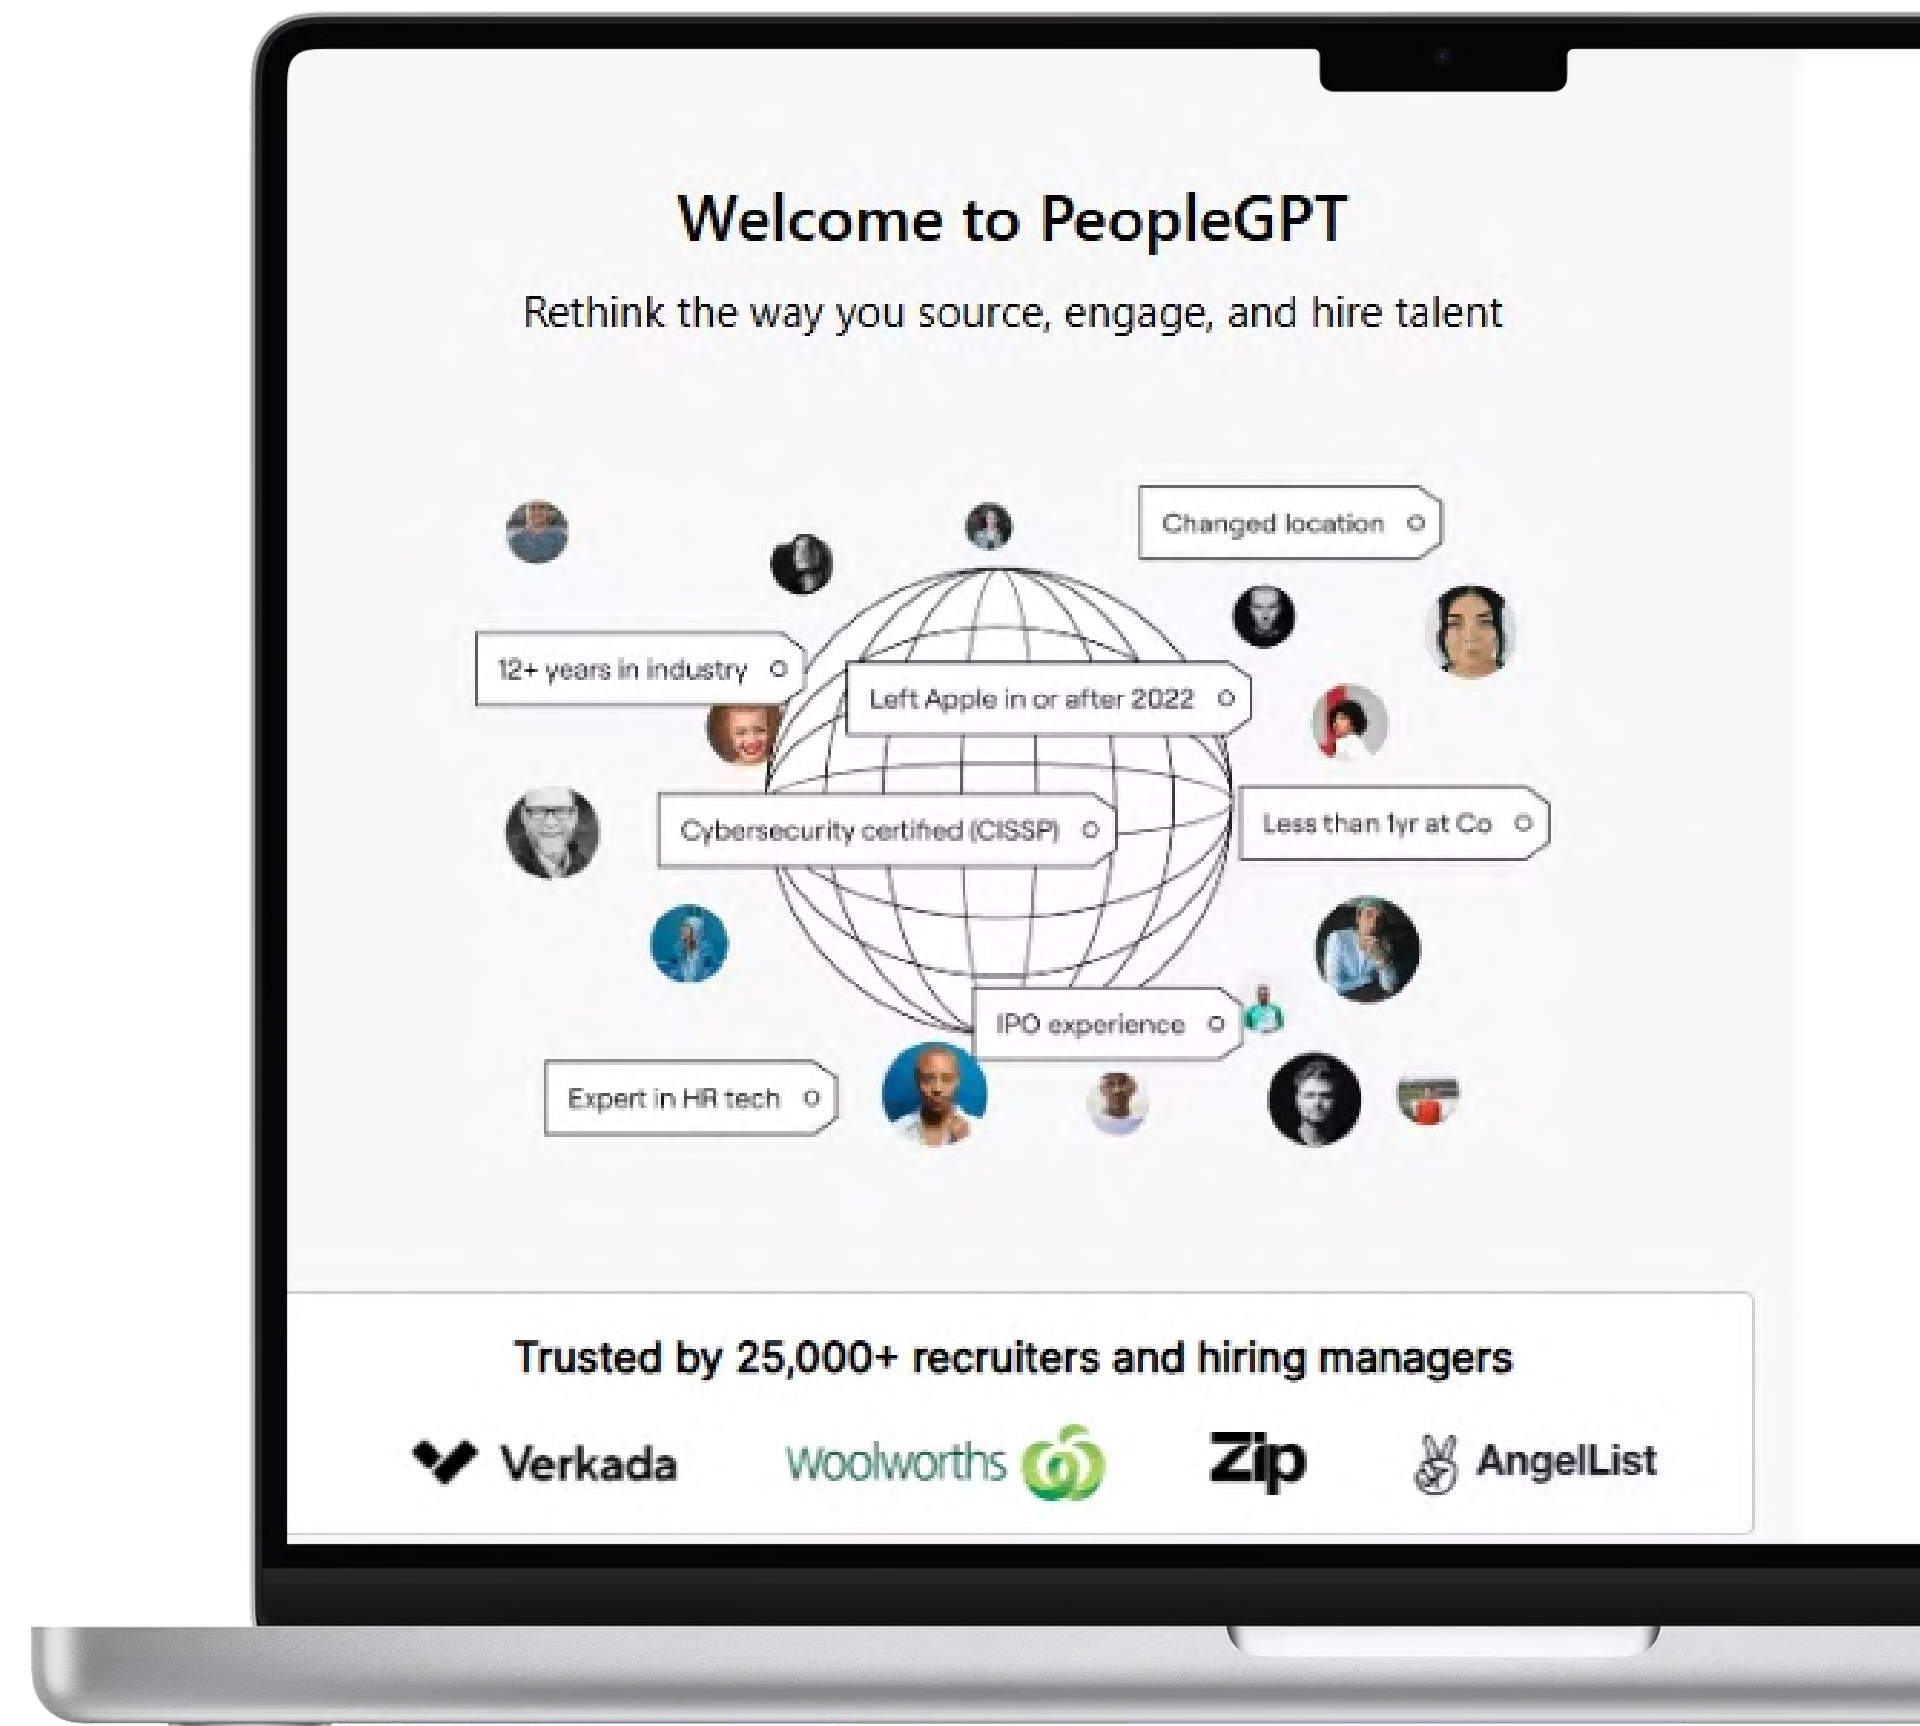 Welcome to PeopleGPT
Rethink the way you source, engage, and hire talent
Changed location
12+ years in industry
Left Apple in or after 2022
Cybersecurity certified (CISSP)
Less than 1yr at Co
IPO experience
Expert in HR tech
Trusted by 25,000+ recruiters and hiring managers
Verkada
Woolworths
Zip
AngelList